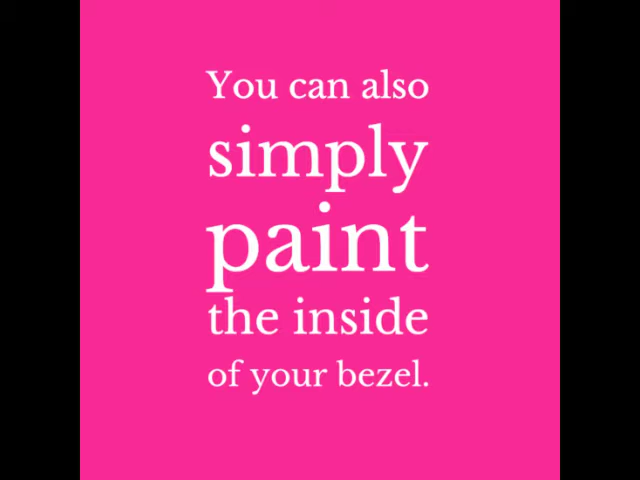 You can also
simply
paint
the inside
of your bezel.